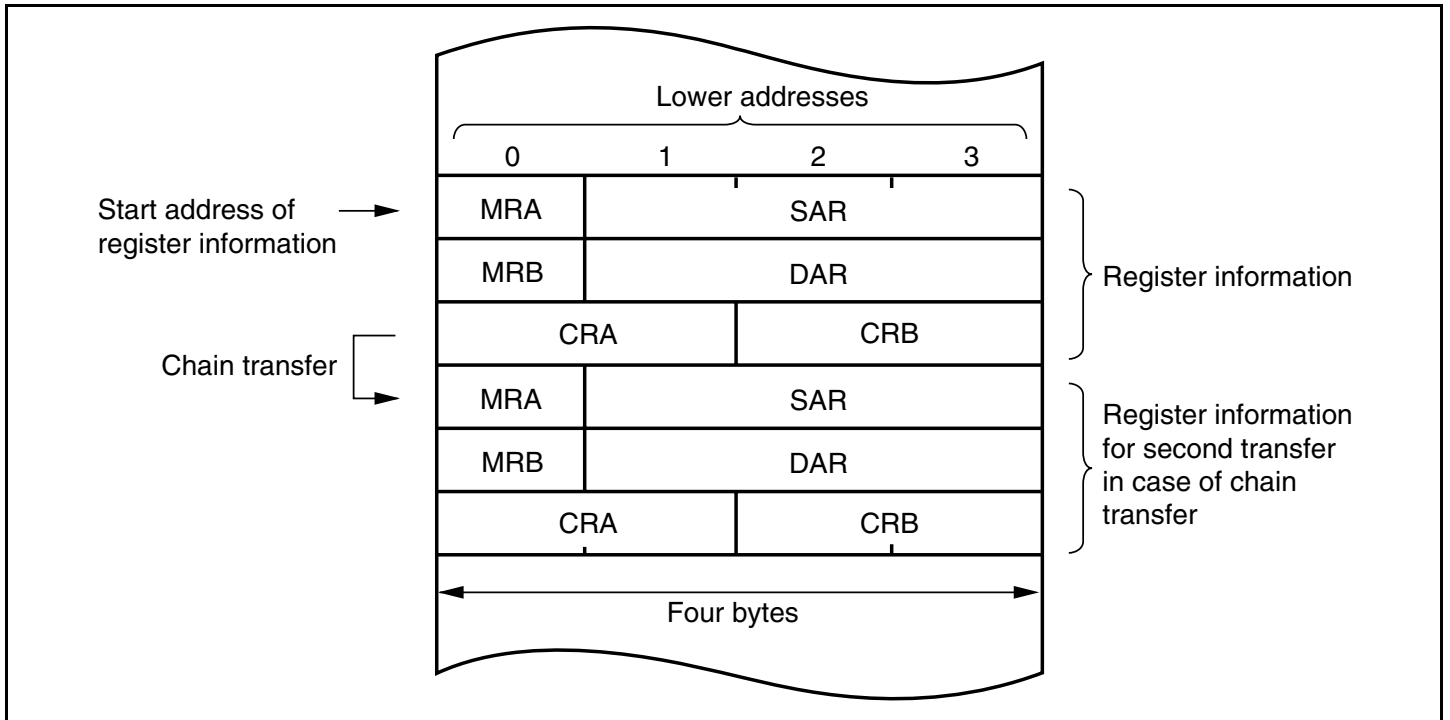 Lower addresses
0 1 2 3
Start address of
register information
MRA SAR
MRB DAR
CRA CRB
Register information
Chain transfer
MRA SAR
MRB DAR
CRA CRB
Register information
for second transfer
in case of chain
transfer
Four bytes